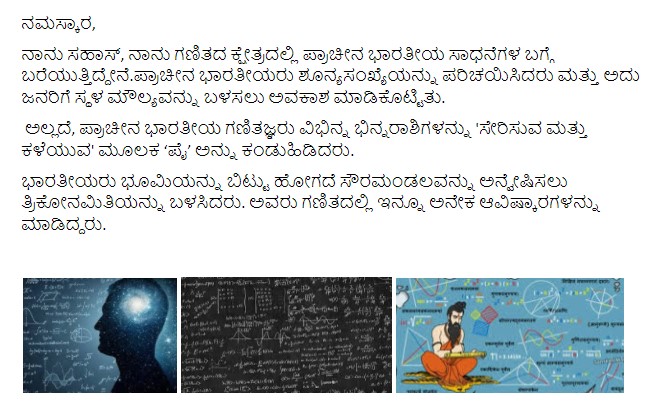 ನಮಸ್ಕಾರ,
ನಾನು ಸಹಾಸ್, ನಾನು ಗಣಿತದ ಕ್ಷೇತ್ರದಲ್ಲಿ ಪ್ರಾಚೀನ ಭಾರತೀಯ ಸಾಧನೆಗಳ ಬಗ್ಗೆ
ಬರೆಯುತ್ತಿದ್ದೇನೆ.ಪ್ರಾಚೀನ ಭಾರತೀಯರು ಶೂನ್ಯಸಂಖ್ಯೆಯನ್ನು ಪರಿಚಯಿಸಿದರು ಮತ್ತು ಅದು
ಜನರಿಗೆ ಸ್ಥಳ ಮೌಲ್ಯವನ್ನು ಬಳಸಲು ಅವಕಾಶ ಮಾಡಿಕೊಟ್ಟಿತು.
ಅಲ್ಲದೆ, ಪ್ರಾಚೀನ ಭಾರತೀಯ ಗಣಿತಜ್ಞರು ವಿಭಿನ್ನ ಭಿನ್ನರಾಶಿಗಳನ್ನು 'ಸೇರಿಸುವ ಮತ್ತು
ಕಳೆಯುವ' ಮೂಲಕ ‘ಪೈ’ ಅನ್ನು ಕಂಡುಹಿಡಿದರು.
ಭಾರತೀಯರು ಭೂಮಿಯನ್ನು ಬಿಟ್ಟು ಹೋಗದೆ ಸೌರಮಂಡಲವನ್ನು ಅನ್ವೇಷಿಸಲು
ತ್ರಿಕೋನಮಿತಿಯನ್ನು ಬಳಸಿದರು. ಅವರು ಗಣಿತದಲ್ಲಿ ಇನ್ನೂ ಅನೇಕ ಆವಿಷ್ಕಾರಗಳನ್ನು
ಮಾಡಿದ್ದರು.